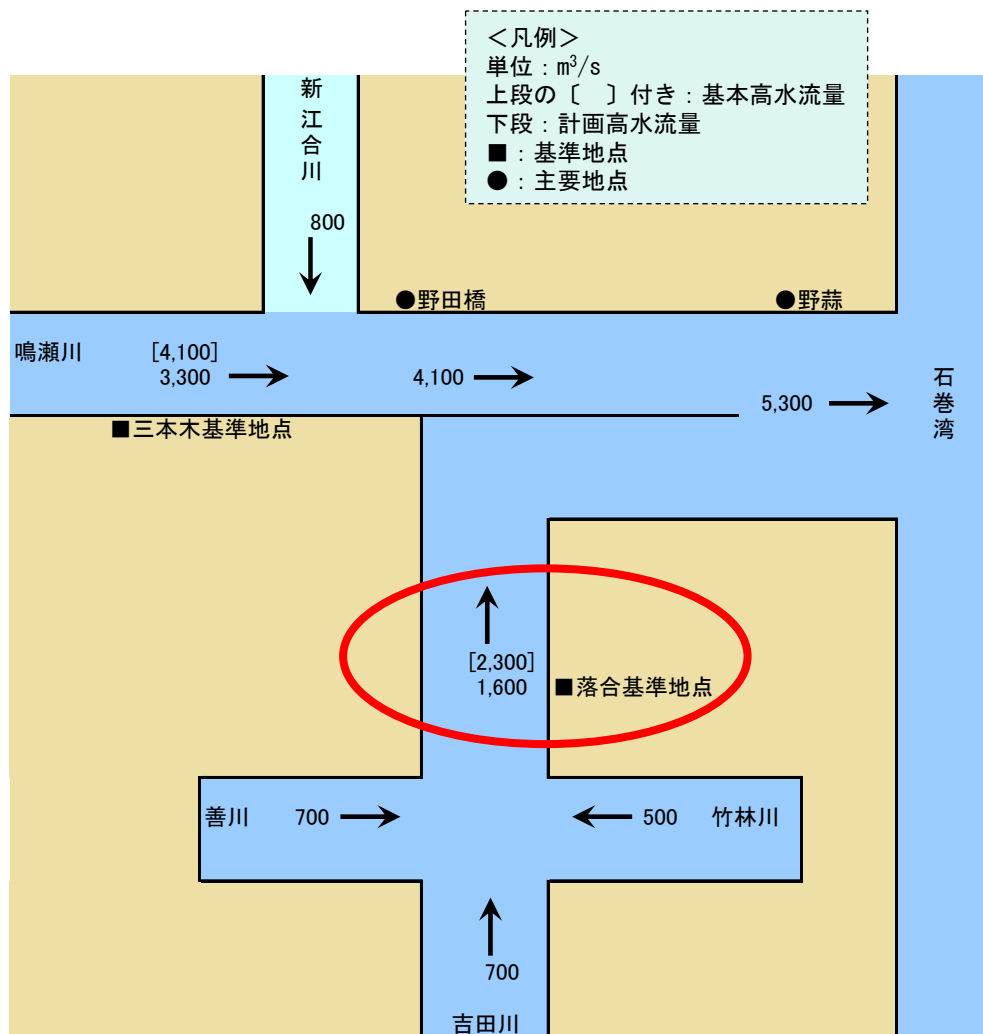 <凡例>
単位：m³/s
上段の〔　〕付き：基本高水流量
下段：計画高水流量
■：基準地点
●：主要地点
新江合川
800
●野田橋
●野蒜
鳴瀬川
[4,100]
3,300
4,100
5,300
石巻湾
■三本木基準地点
[2,300]
1,600
■落合基準地点
善川
700
500
竹林川
700
吉田川